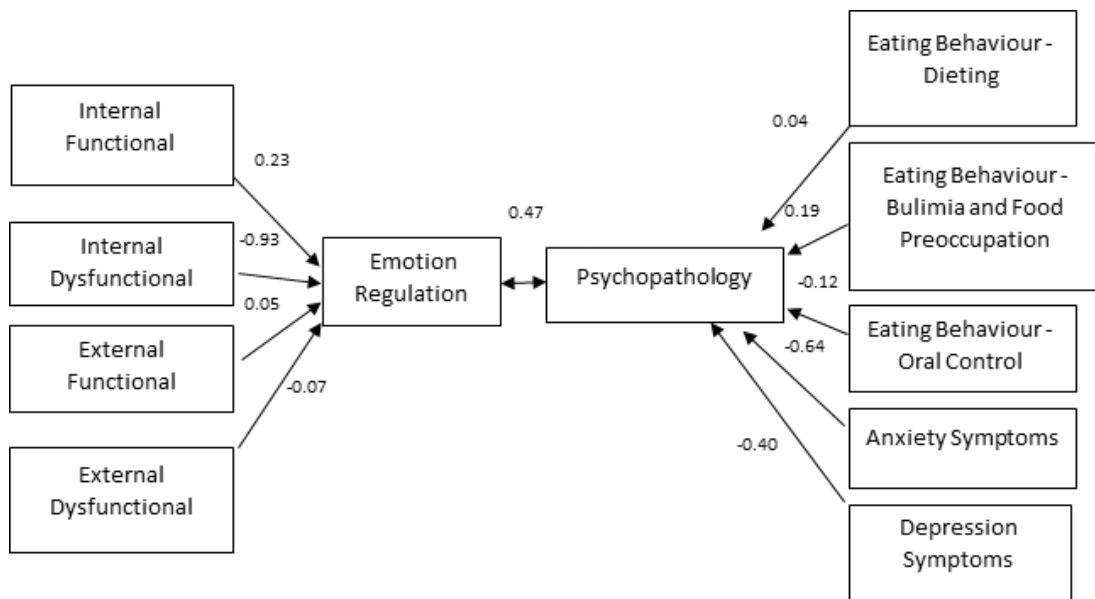 Internal
Functional
0.23
Internal
Dysfunctional
-0.93
0.05
External
Functional
-0.07
External
Dysfunctional
Emotion
Regulation
0.47
Psychopathology
Eating Behaviour -
Dieting
0.04
Eating Behaviour -
Bulimia and Food
Preoccupation
0.19
-0.12
Eating Behaviour -
Oral Control
-0.64
Anxiety Symptoms
-0.40
Depression
Symptoms